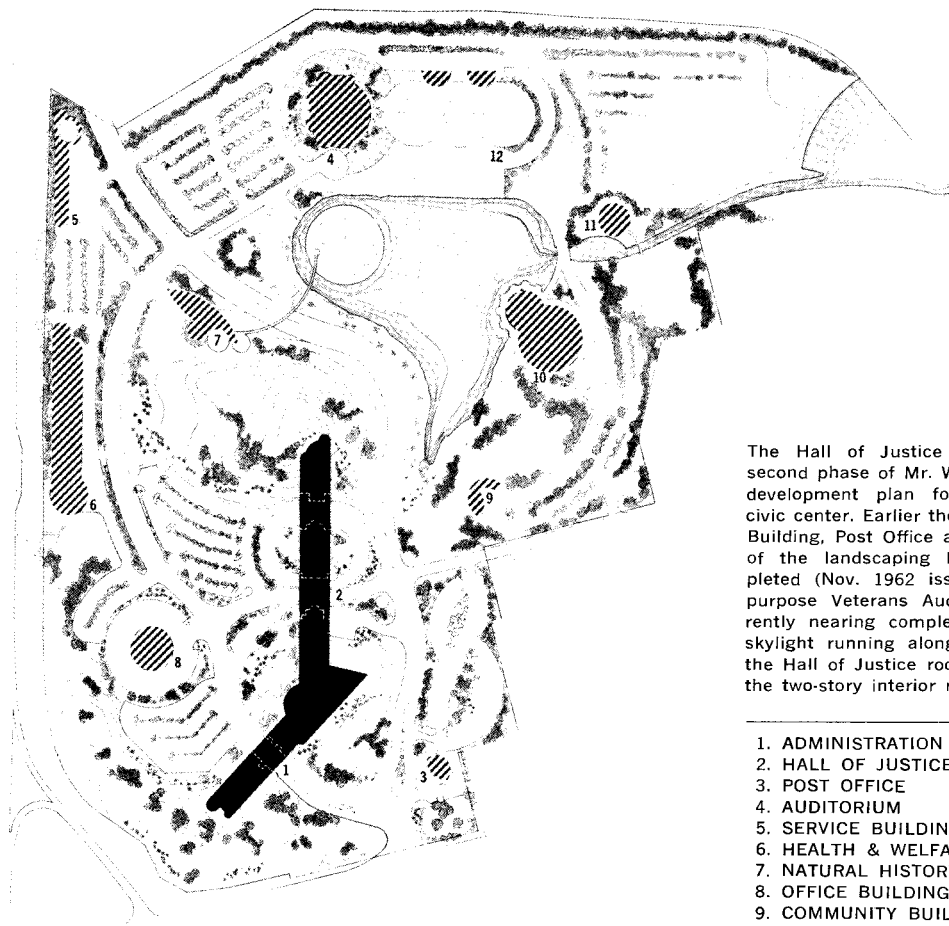 4
12
5
11
7
10
6
9
2
8
1
3
The Hall of Justice
second phase of Mr. W
development plan fo
civic center. Earlier the
Building, Post Office a
of the landscaping
pleted (Nov. 1962 iss
purpose Veterans Auc
rently nearing comple
skylight running along
the Hall of Justice roo
the two-story interior
1. ADMINISTRATION
2. HALL OF JUSTICE
3. POST OFFICE
4. AUDITORIUM
5. SERVICE BUILDIN
6. HEALTH & WELFA
7. NATURAL HISTOR
8. OFFICE BUILDING
9. COMMUNITY BUIL